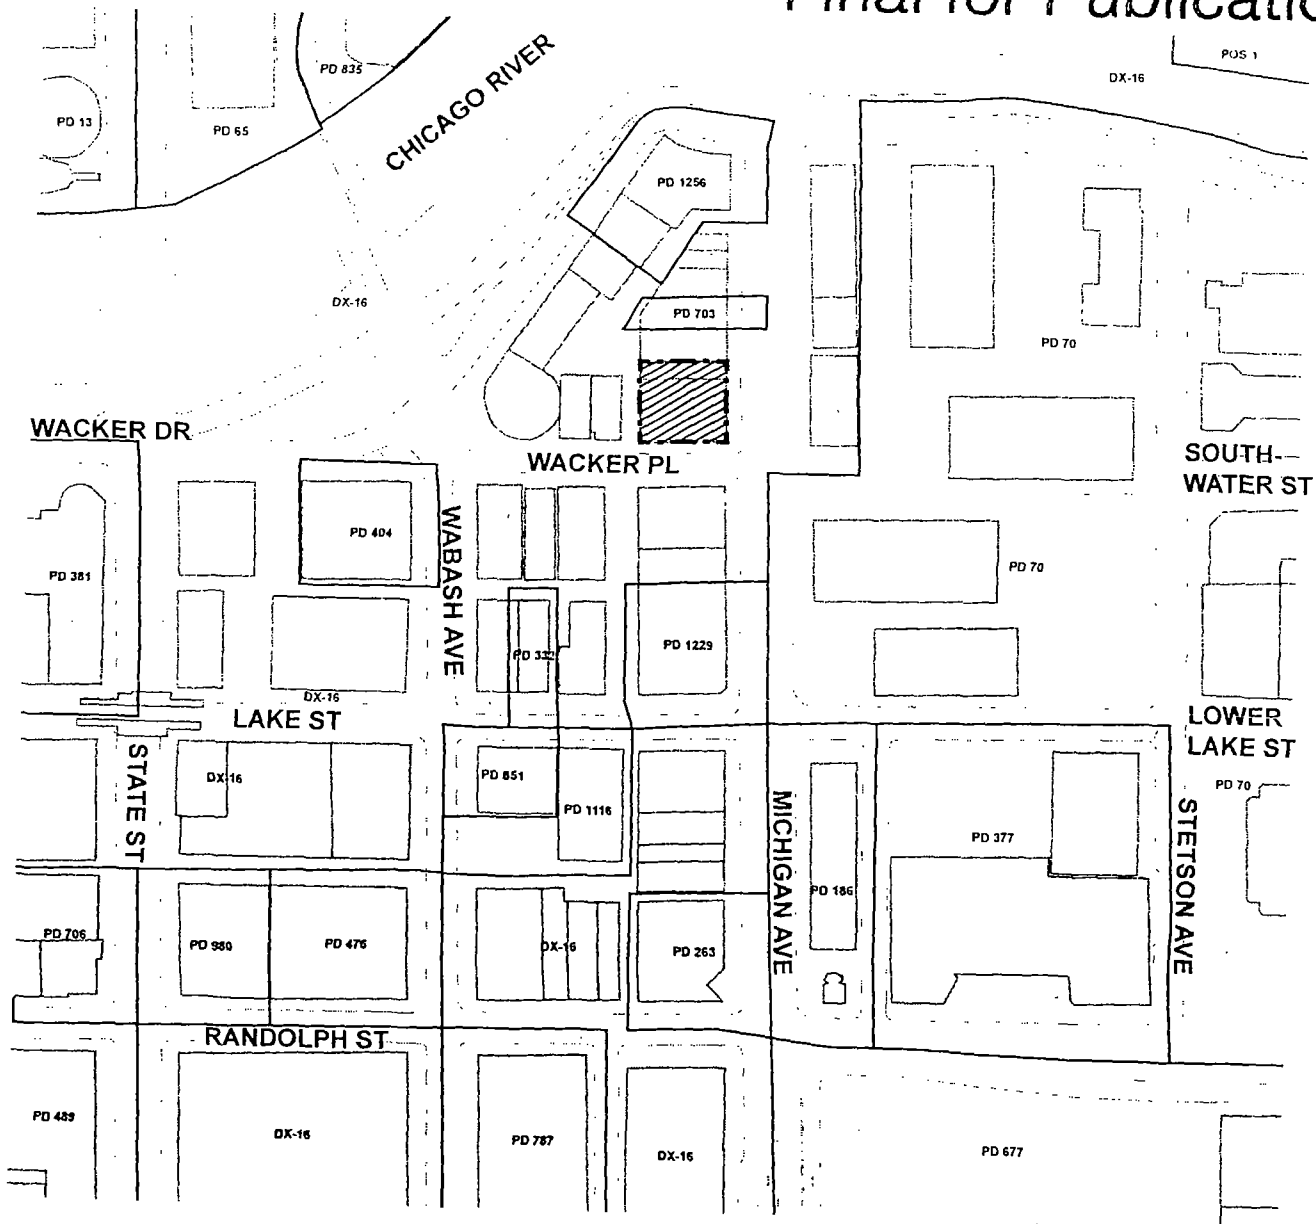 Final for Publicatio
POS 1
DX-16
PD 835
PD 13
PD 65
CHICAGO RIVER
PD 1256
DX-16
PD 703
PD 70
WACKER DR
WACKER PL
SOUTH-
WATER ST
PD 404
WABASH AVE
PD 381
PD 70
PD 332
PD 1229
DX-16
LAKE ST
LOWER
LAKE ST
STATE ST
DX-16
PD 851
PD 1116
MICHIGAN AVE
PD 186
PD 377
STETSON AVE
PD 70
PD 706
PD 980
PD 476
DX-16
PD 263
RANDOLPH ST
PD 489
DX-16
PD 787
DX-16
PD 677